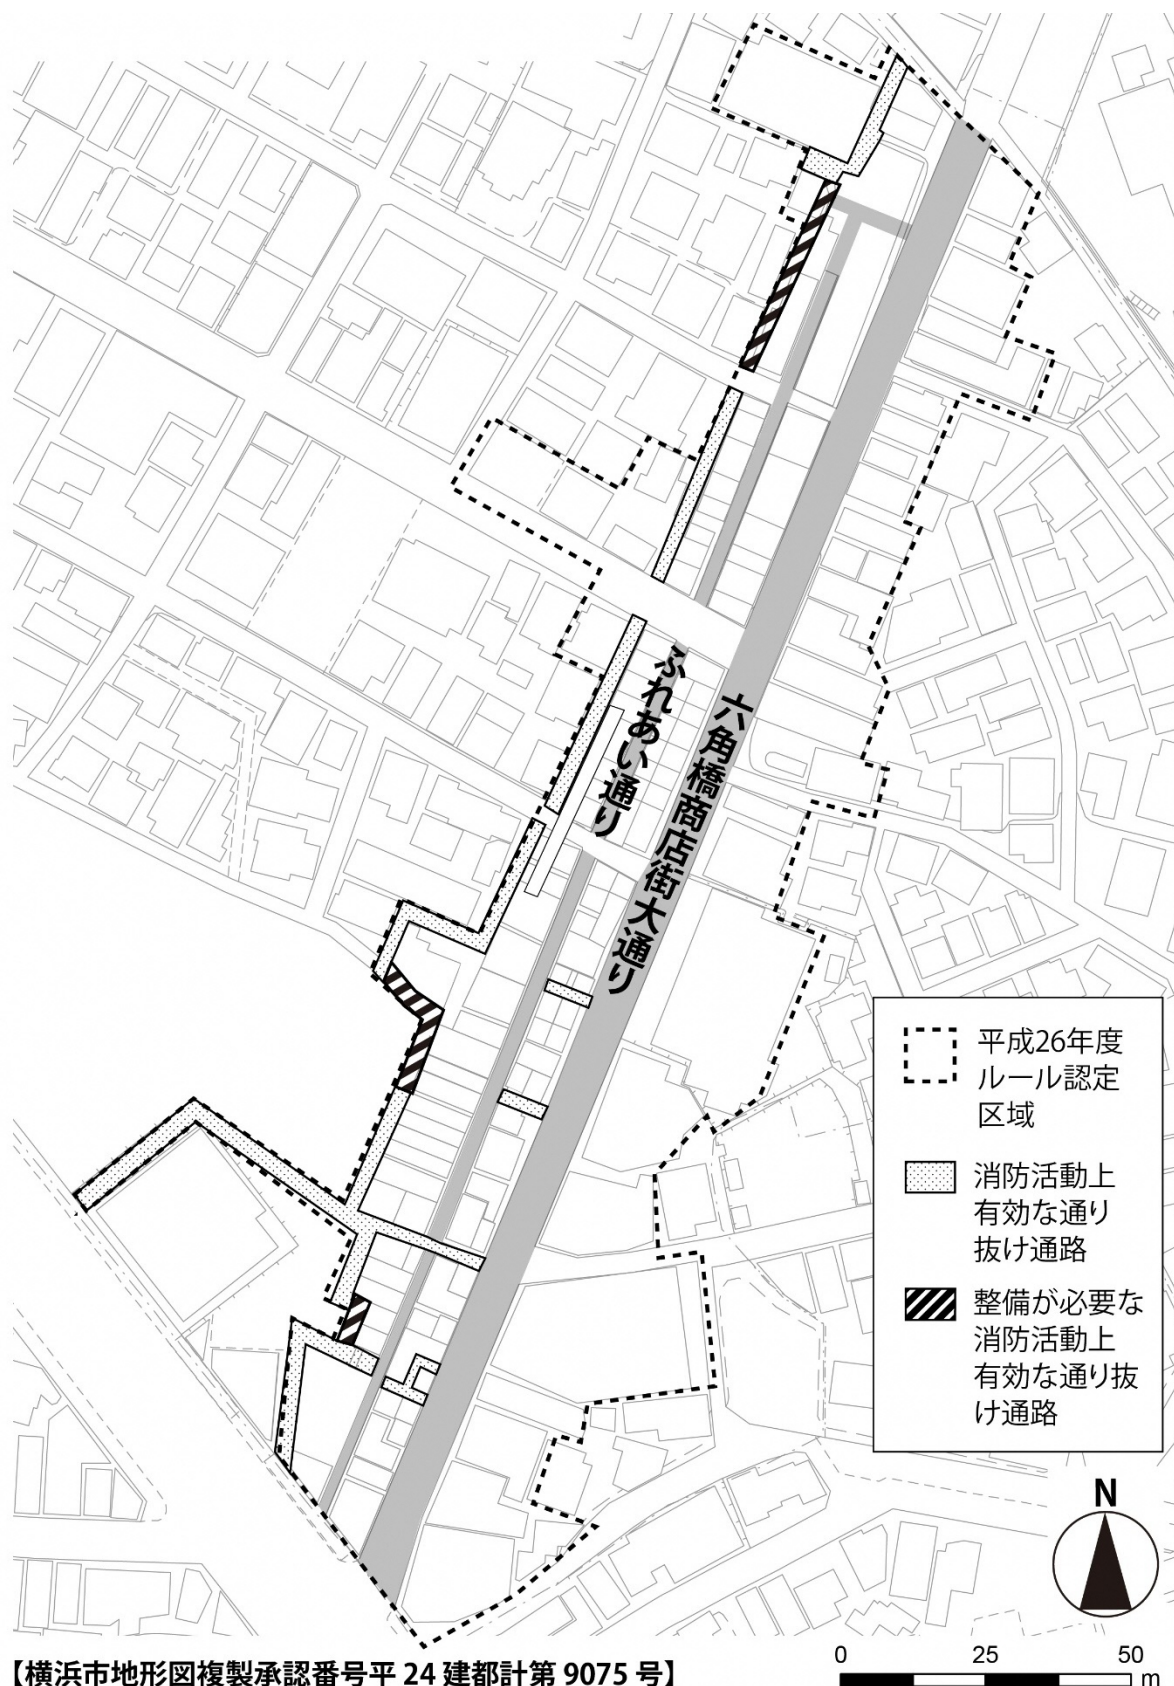 ふれあい通り
六角橋商店街大通り
平成26年度
ルール認定
区域
消防活動上
有効な通り
抜け通路
整備が必要な
消防活動上
有効な通り抜
け通路
N
0 25 50
m
【横浜市地形図複製承認番号平 24 建都計第 9075 号】